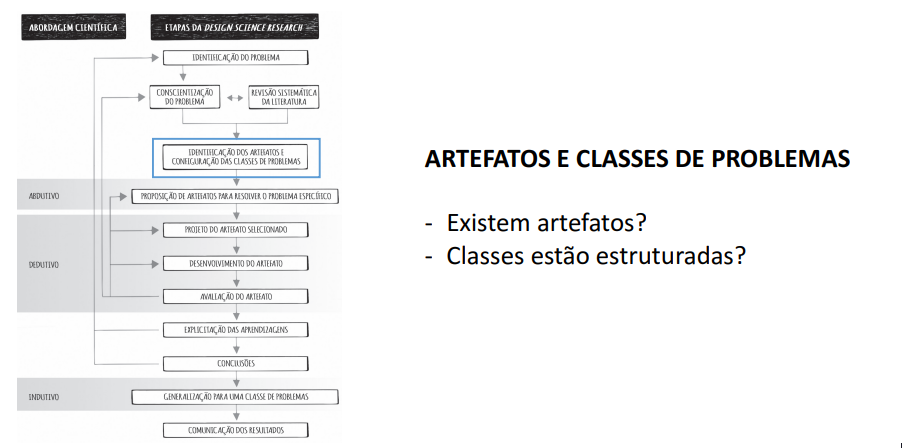 ABORDAGEM CIENTÍFICA
ETAPAS DA DESIGN SCIENCE RESEARCH
IDENTIFICAÇÃO DO PROBLEMA
CONSCIENTIZAÇÃO
DO PROBLEMA
REVISÃO SISTEMÁTICA
DA LITERATURA
IDENTIFICAÇÃO DOS ARTEFATOS E
CONFIGURAÇÃO DAS CLASSES DE PROBLEMAS
ABDUTIVO
PROPOSIÇÃO DE ARTEFATOS PARA RESOLVER O PROBLEMA ESPECÍFICO
PROJETO DO ARTEFATO SELECIONADO
DEDUTIVO
DESENVOLVIMENTO DO ARTEFATO
AVALIAÇÃO DO ARTEFATO
EXPLICITAÇÃO DAS APRENDIZAGENS
CONCLUSÕES
INDUTIVO
GENERALIZAÇÃO PARA UMA CLASSE DE PROBLEMAS
COMUNICAÇÃO DOS RESULTADOS
ARTEFATOS E CLASSES DE PROBLEMAS
- Existem artefatos?
- Classes estão estruturadas?